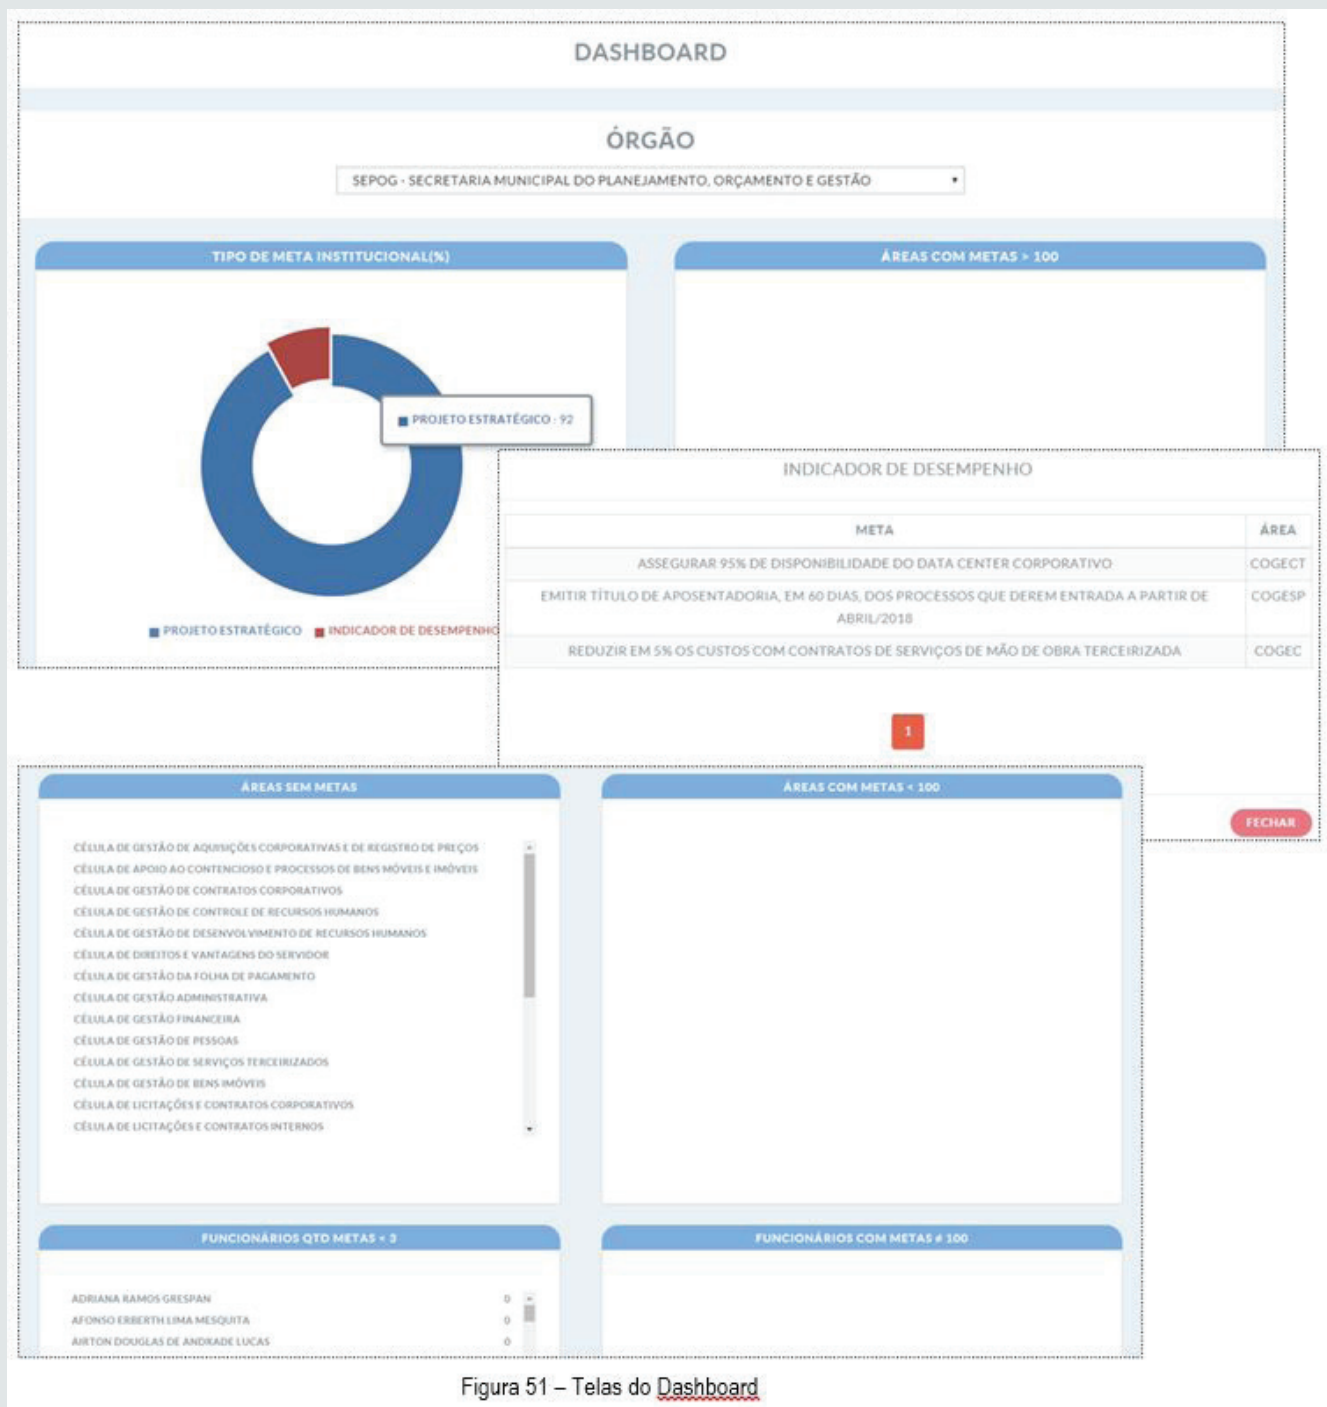 DASHBOARD
ÓRGÃO
SEPOG - SECRETARIA MUNICIPAL DO PLANEJAMENTO, ORÇAMENTO E GESTÃO
TIPO DE META INSTITUCIONAL(%)
ÁREAS COM METAS > 100
PROJETO ESTRATÉGICO : 92
PROJETO ESTRATÉGICO
INDICADOR DE DESEMPENHO
INDICADOR DE DESEMPENHO
META ÁREA
ASSEGURAR 95% DE DISPONIBILIDADE DO DATA CENTER CORPORATIVO COGECT
EMITIR TÍTULO DE APOSENTADORIA, EM 60 DIAS, DOS PROCESSOS QUE DEREM ENTRADA A PARTIR DE COGESP
ABRIL/2018
REDUZIR EM 5% OS CUSTOS COM CONTRATOS DE SERVIÇOS DE MÃO DE OBRA TERCEIRIZADA COGEC
1
FECHAR
ÁREAS SEM METAS
CÉLULA DE GESTÃO DE AQUISIÇÕES CORPORATIVAS E DE REGISTRO DE PREÇOS
CÉLULA DE APOIO AO CONTENCIOSO E PROCESSOS DE BENS MÓVEIS E IMÓVEIS
CÉLULA DE GESTÃO DE CONTRATOS CORPORATIVOS
CÉLULA DE GESTÃO DE CONTROLE DE RECURSOS HUMANOS
CÉLULA DE GESTÃO DE DESENVOLVIMENTO DE RECURSOS HUMANOS
CÉLULA DE DIREITOS E VANTAGENS DO SERVIDOR
CÉLULA DE GESTÃO DA FOLHA DE PAGAMENTO
CÉLULA DE GESTÃO ADMINISTRATIVA
CÉLULA DE GESTÃO FINANCEIRA
CÉLULA DE GESTÃO DE PESSOAS
CÉLULA DE GESTÃO DE SERVIÇOS TERCEIRIZADOS
CÉLULA DE GESTÃO DE BENS IMÓVEIS
CÉLULA DE LICITAÇÕES E CONTRATOS CORPORATIVOS
CÉLULA DE LICITAÇÕES E CONTRATOS INTERNOS
ÁREAS COM METAS < 100
FUNCIONÁRIOS QTD METAS < 3
ADRIANA RAMOS GRESPAN 0
AFONSO ERBERTH LIMA MESQUITA 0
AIRTON DOUGLAS DE ANDRADE LUCAS 0
FUNCIONÁRIOS COM METAS ≠ 100
Figura 51 – Telas do Dashboard